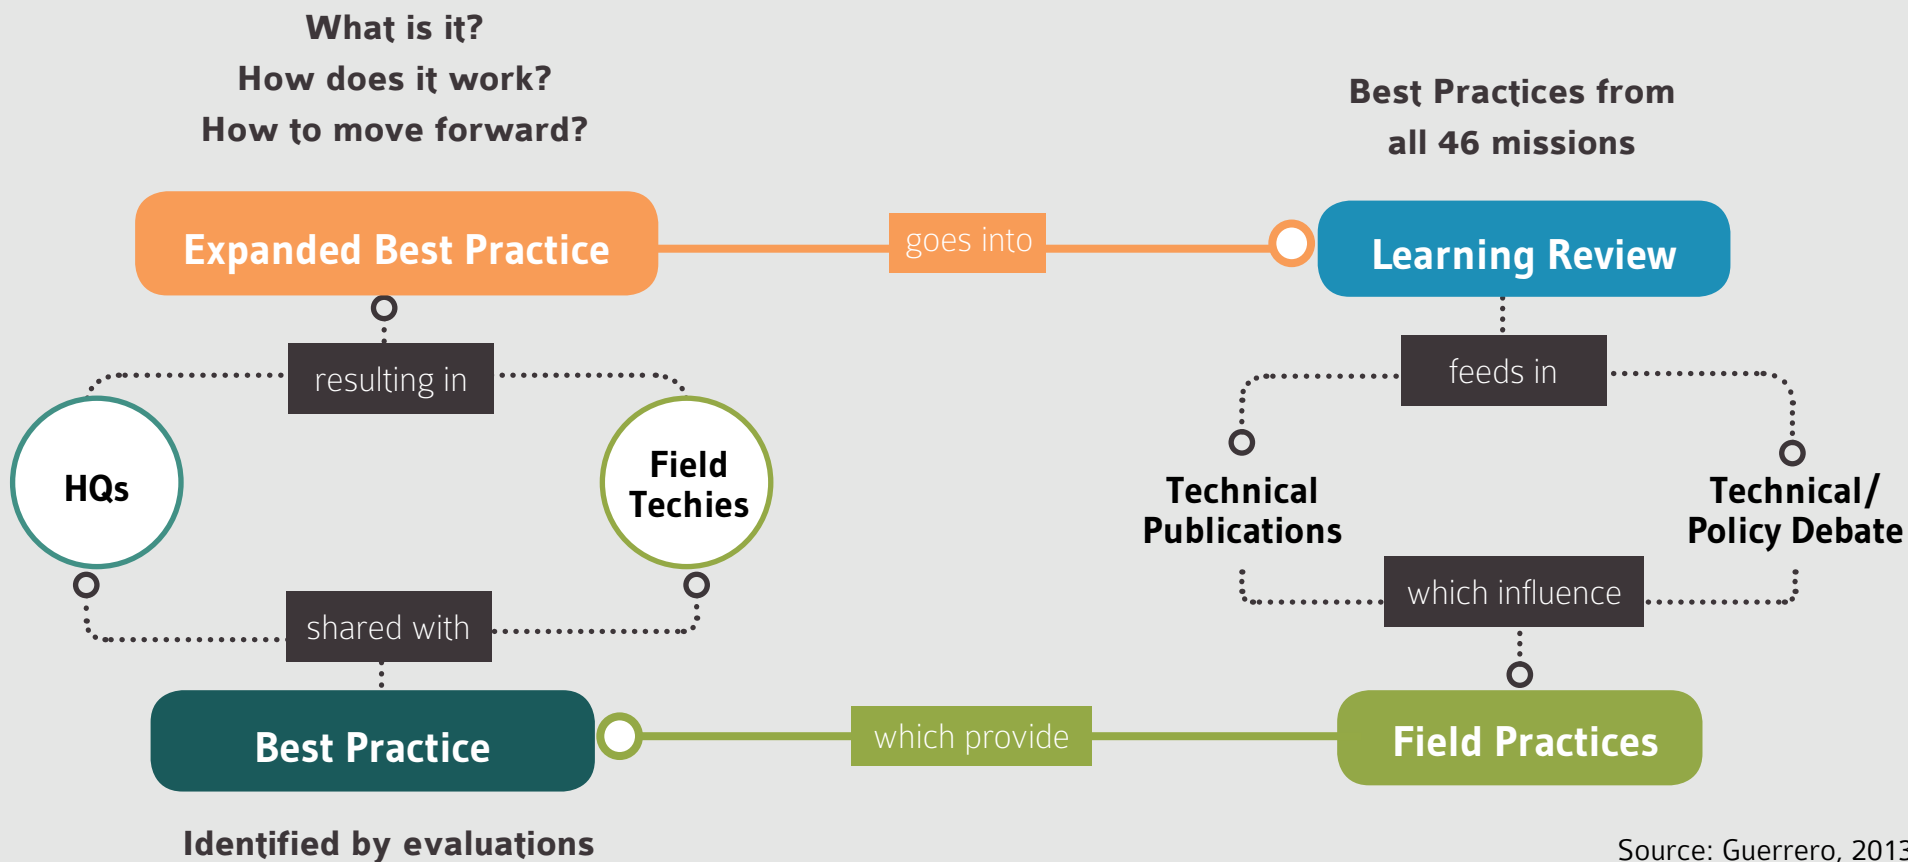 What is it?
How does it work?
How to move forward?
Best Practices from
all 46 missions
Expanded Best Practice
goes into
Learning Review
resulting in
feeds in
HQs
Field
Techies
Technical
Publications
Technical/
Policy Debate
shared with
which influence
Best Practice
which provide
Field Practices
Identified by evaluations
Source: Guerrero, 2013